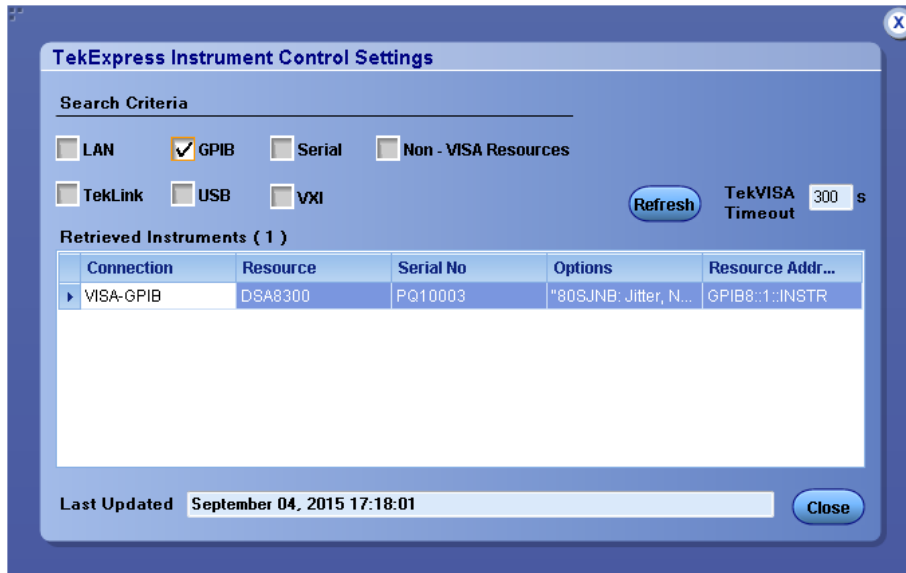 X
TekExpress Instrument Control Settings
Search Criteria
LAN GPIB Serial Non - VISA Resources
TekLink USB VXI Refresh TekVISA Timeout 300 s
Retrieved Instruments ( 1 )
Connection Resource Serial No Options Resource Addr...
VISA-GPIB DSA8300 PQ10003 "80SJNB: Jitter, N... GPIB8::1::INSTR
Last Updated September 04, 2015 17:18:01 Close